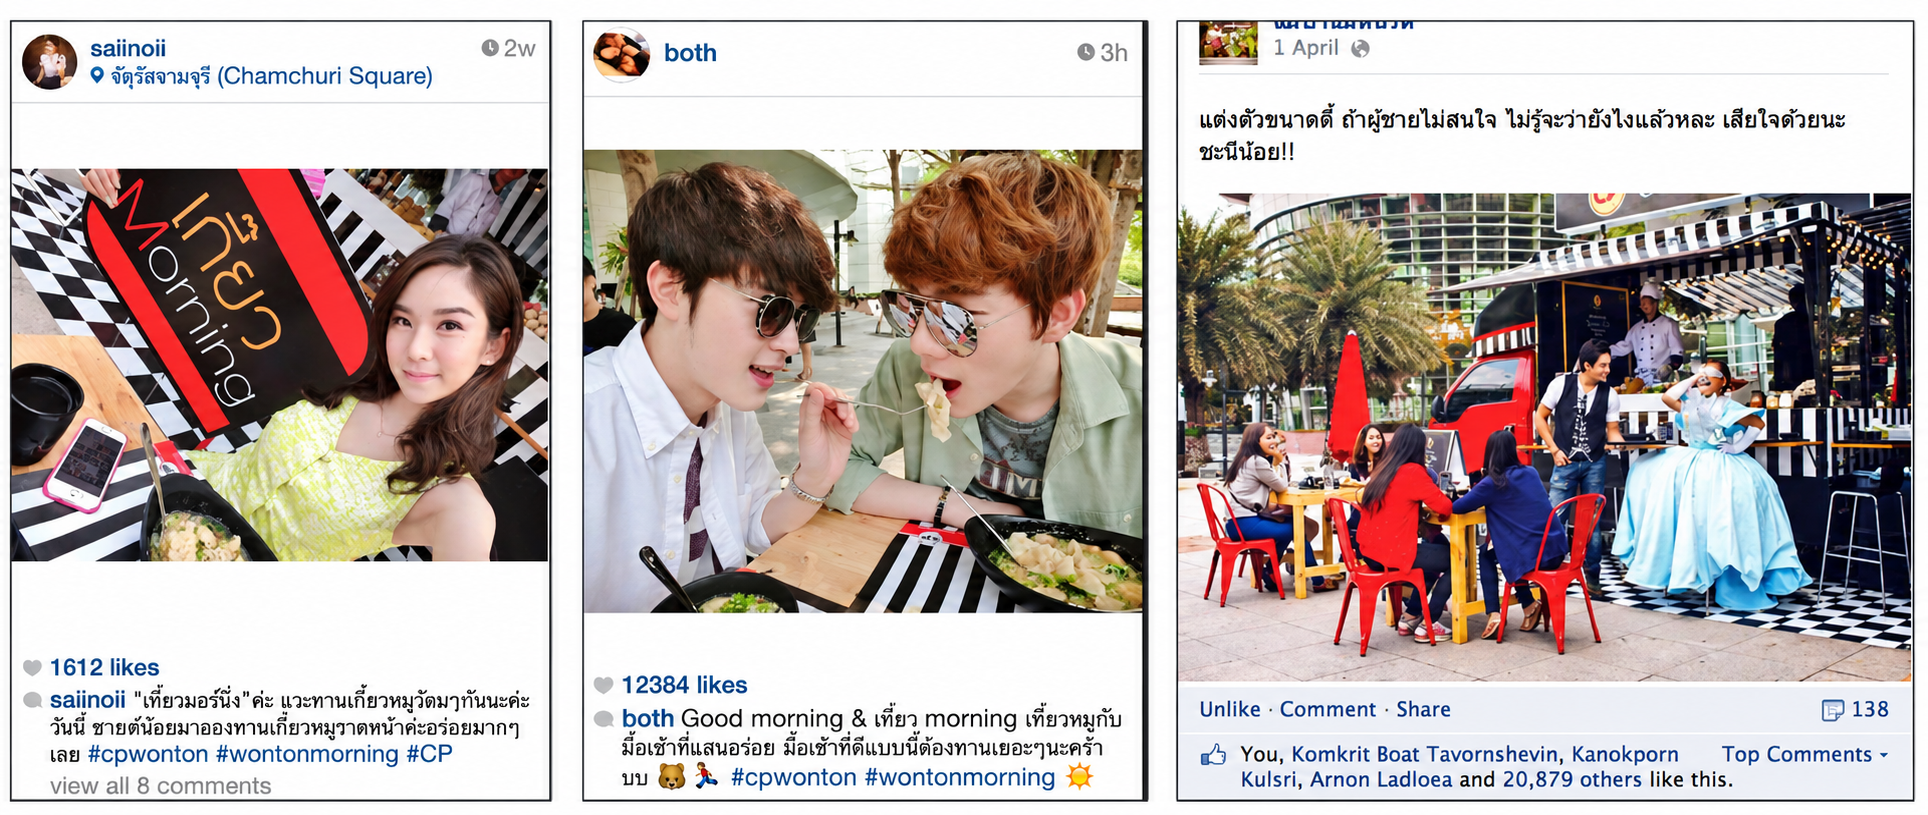 saiinoii
2w
จัตุรัสจามจุรี (Chamchuri Square)
เกี๊ยว
Morning
1612 likes
saiinoii "เที่ยวมอร์นิ่ง"ค่ะ แวะทานเกี๊ยวหมูวัดมาทันนะค่ะ
วันนี้ ชายต์น้อยมาอองทานเกี๊ยวหมูราดหน้าค่ะอร่อยมากๆ
เลย #cpwonton #wontonmorning #CP
view all 8 comments
both
3h
12384 likes
both Good morning & เที่ยว morning เที่ยวหมูกับ
มื้อเช้าที่แสนอร่อย มื้อเช้าที่ดีแบบนี้ต้องทานเยอะๆนะคร้า
บบ 🐻 🏃 #cpwonton #wontonmorning ☀️
1 April
แต่งตัวขนาดดี้ ถ้าผู้ชายไม่สนใจ ไม่รู้จะว่ายังไงแล้วหละ เสียใจด้วยนะ
ชะนีน้อย!!
Unlike · Comment · Share
138
You, Komkrit Boat Tavornshevin, Kanokporn
Kulsri, Arnon Ladloea and 20,879 others like this.
Top Comments